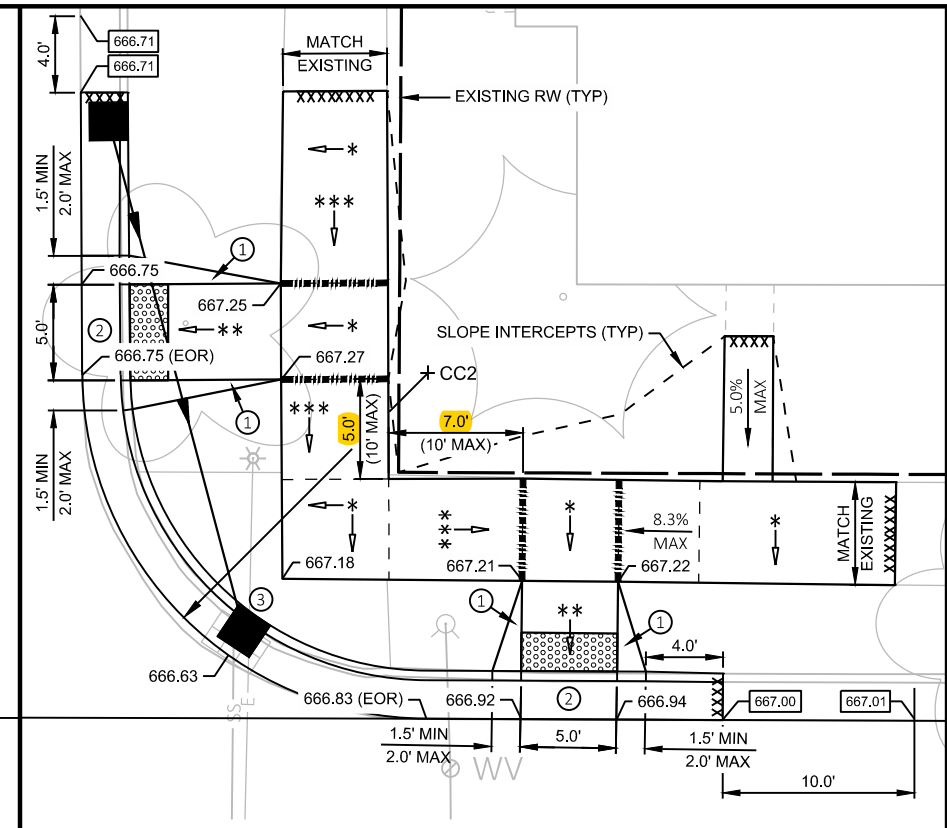 4.0'
666.71
666.71
MATCH
EXISTING
XXXXXXXX
EXISTING RW (TYP)
XXXXX
*
1.5' MIN
2.0' MAX
***
1
666.75
667.25
5.0'
2
**
*
SLOPE INTERCEPTS (TYP)
XXXX
666.75 (EOR)
667.27
+ CC2
1
***
5.0'
(10' MAX)
7.0'
(10' MAX)
5.0%
MAX
1.5' MIN
2.0' MAX
*
***
*
8.3%
MAX
*
MATCH
EXISTING
XXXXXXXX
667.18
667.21
667.22
1
**
1
3
4.0'
666.63
SS
E
666.83 (EOR)
666.92
2
666.94
XXXX
667.00
667.01
1.5' MIN
2.0' MAX
5.0'
1.5' MIN
2.0' MAX
WV
10.0'